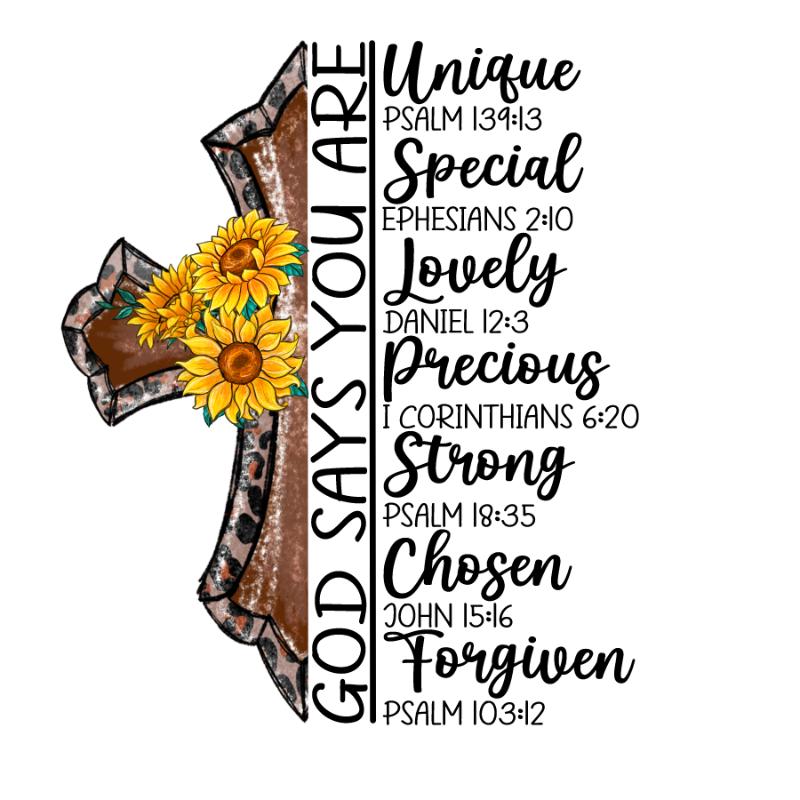 GOD SAYS YOU ARE
Unique
PSALM 139:13
Special
EPHESIANS 2:10
Lovely
DANIEL 12:3
Precious
1 CORINTHIANS 6:20
Strong
PSALM 18:35
Chosen
JOHN 15:16
Forgiven
PSALM 103:12